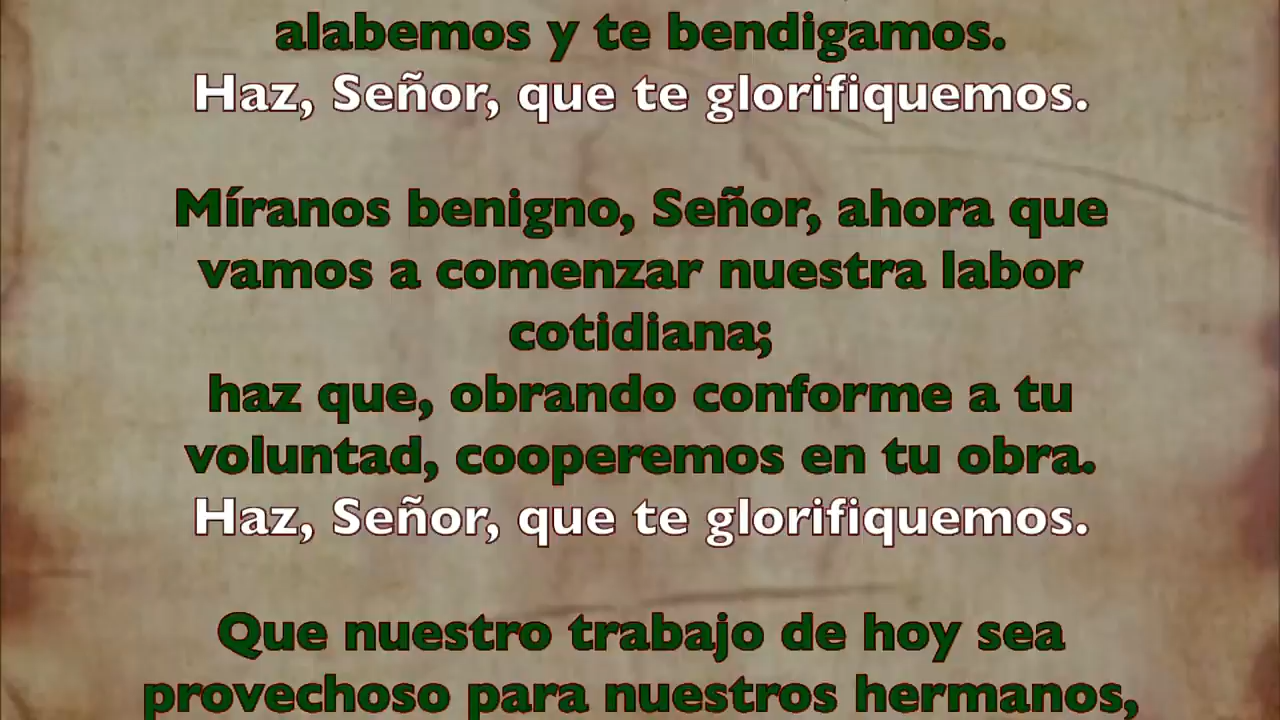 alabemos y te bendigamos.
Haz, Señor, que te glorifiquemos.
Míranos benigno, Señor, ahora que
vamos a comenzar nuestra labor
cotidiana;
haz que, obrando conforme a tu
voluntad, cooperemos en tu obra.
Haz, Señor, que te glorifiquemos.
Que nuestro trabajo de hoy sea
provechoso para nuestros hermanos,